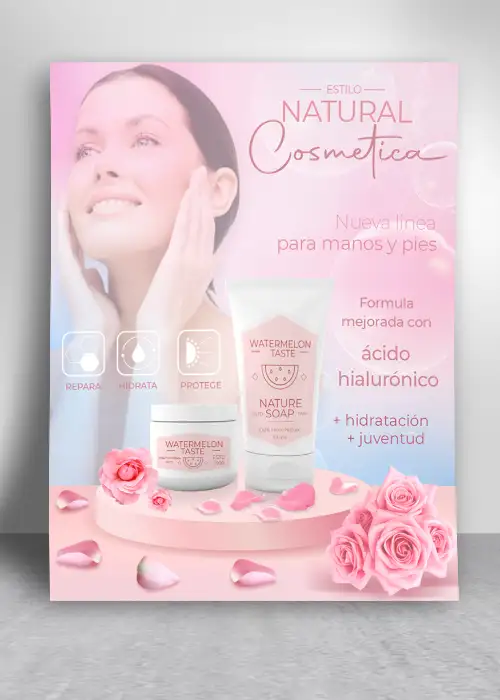 ESTILO
NATURAL
Cosmetica
Nueva linea
para manos y pies
Formula
mejorada con
ácido
hialurónico
+ hidratación
+ juventud
REPARA
HIDRATA
PROTEGE
WATERMELON
TASTE
NATURE
SOAP
WATERMELON
TASTE